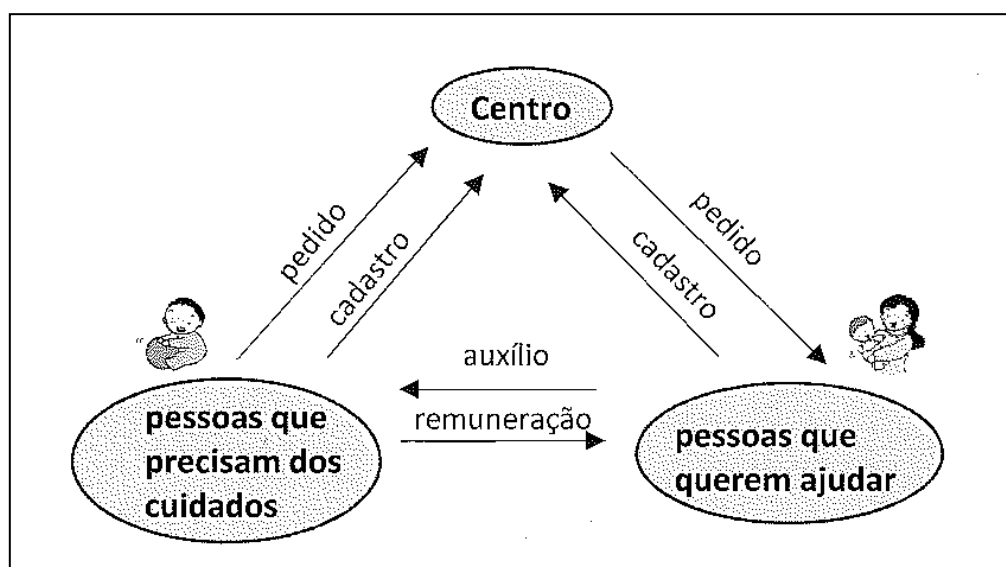 Centro
pedido
cadastro
pedido
cadastro
auxílio
remuneração
pessoas que
precisam dos
cuidados
pessoas que
querem ajudar